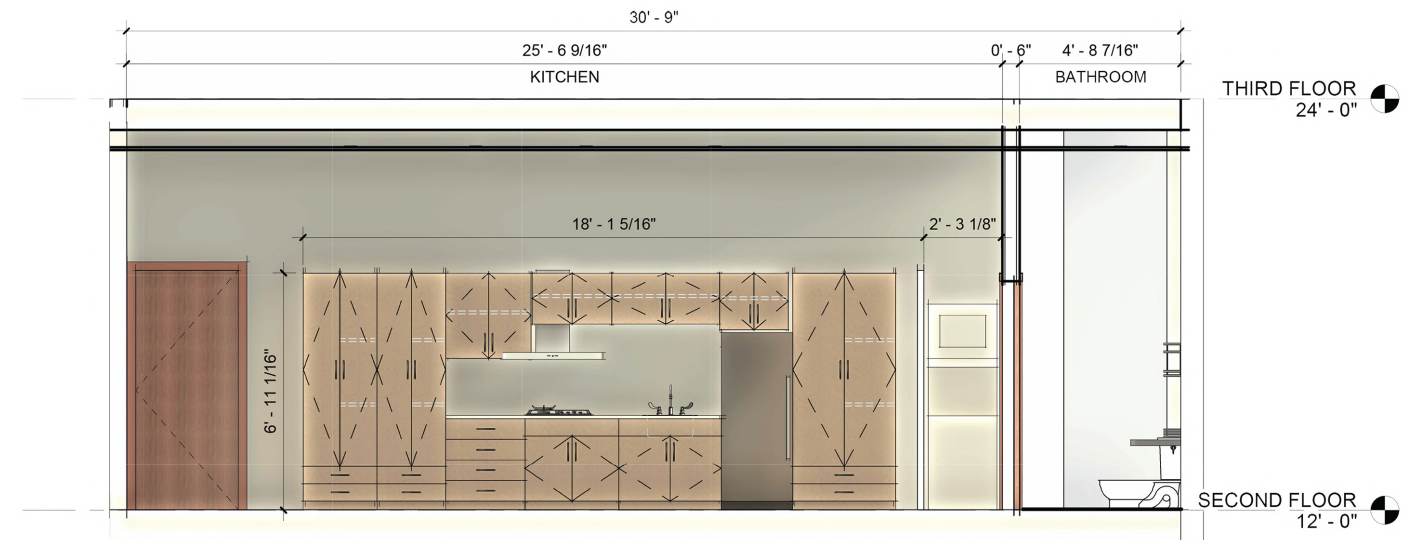 30' - 9"
25' - 6 9/16"
0' - 6"
4' - 8 7/16"
KITCHEN
BATHROOM
THIRD FLOOR
24' - 0"
18' - 1 5/16"
2' - 3 1/8"
6' - 11 1/16"
SECOND FLOOR
12' - 0"